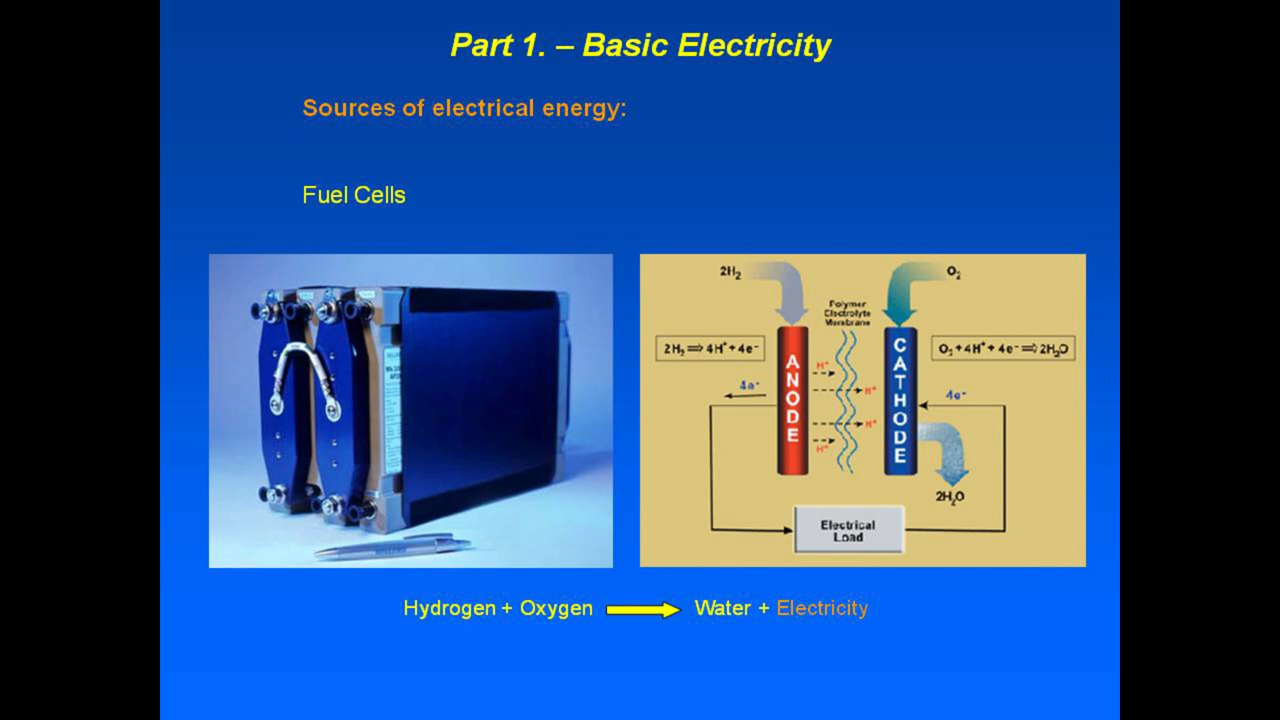 Part 1. – Basic Electricity
Sources of electrical energy:
Fuel Cells
2H₂
O₂
Polymer
Electrolyte
Membrane
2H₂ ⇒ 4H⁺ + 4e⁻
O₂ + 4H⁺ + 4e⁻ ⇒ 2H₂O
ANODE
CATHODE
H⁺
H⁺
H⁺
H⁺
4e⁻
4e⁻
2H₂O
Electrical
Load
Hydrogen + Oxygen → Water + Electricity